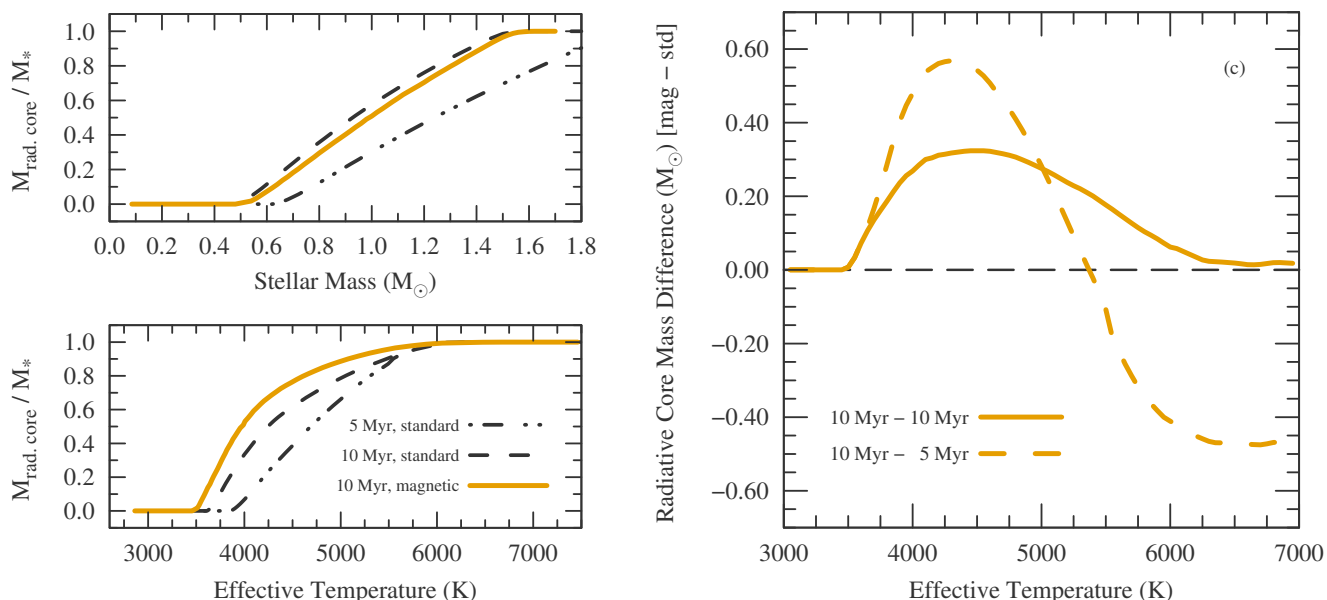 M_rad. core / M_*
1.0
0.8
0.6
0.4
0.2
0.0
0.0 0.2 0.4 0.6 0.8 1.0 1.2 1.4 1.6 1.8
Stellar Mass (M_⊙)
M_rad. core / M_*
1.0
0.8
0.6
0.4
0.2
0.0
5 Myr, standard
10 Myr, standard
10 Myr, magnetic
3000 4000 5000 6000 7000
Effective Temperature (K)
Radiative Core Mass Difference (M_⊙) [mag − std]
0.60
0.40
0.20
0.00
−0.20
−0.40
−0.60
(c)
10 Myr − 10 Myr
10 Myr − 5 Myr
3000 4000 5000 6000 7000
Effective Temperature (K)